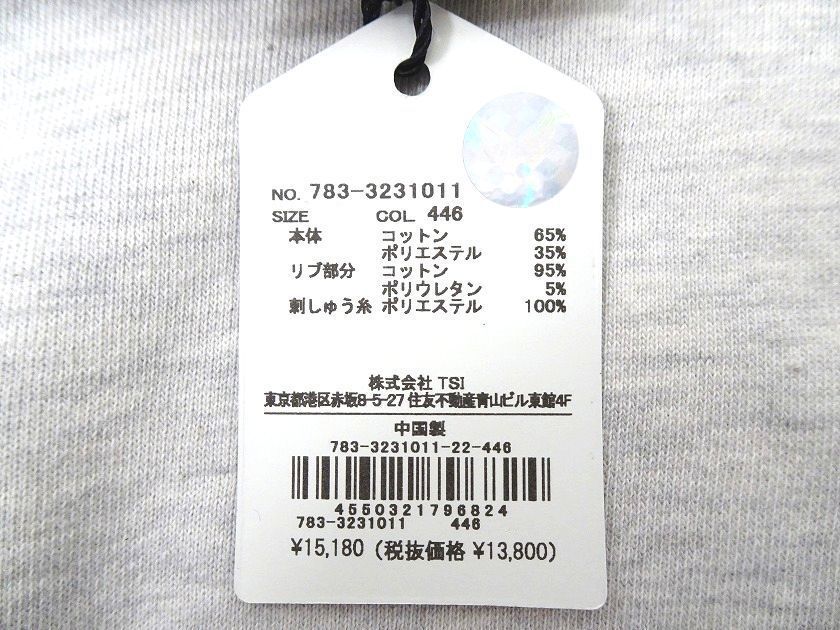 NO. 783-3231011
SIZE COL. 446
本体 コットン 65%
ポリエステル 35%
リブ部分 コットン 95%
ポリウレタン 5%
刺しゅう糸 ポリエステル 100%
株式会社 TSI
東京都港区赤坂8-5-27 住友不動産青山ビル東館4F
中国製
783-3231011-22-446
4550321796824
783-3231011 446
¥15,180 (税抜価格 ¥13,800)